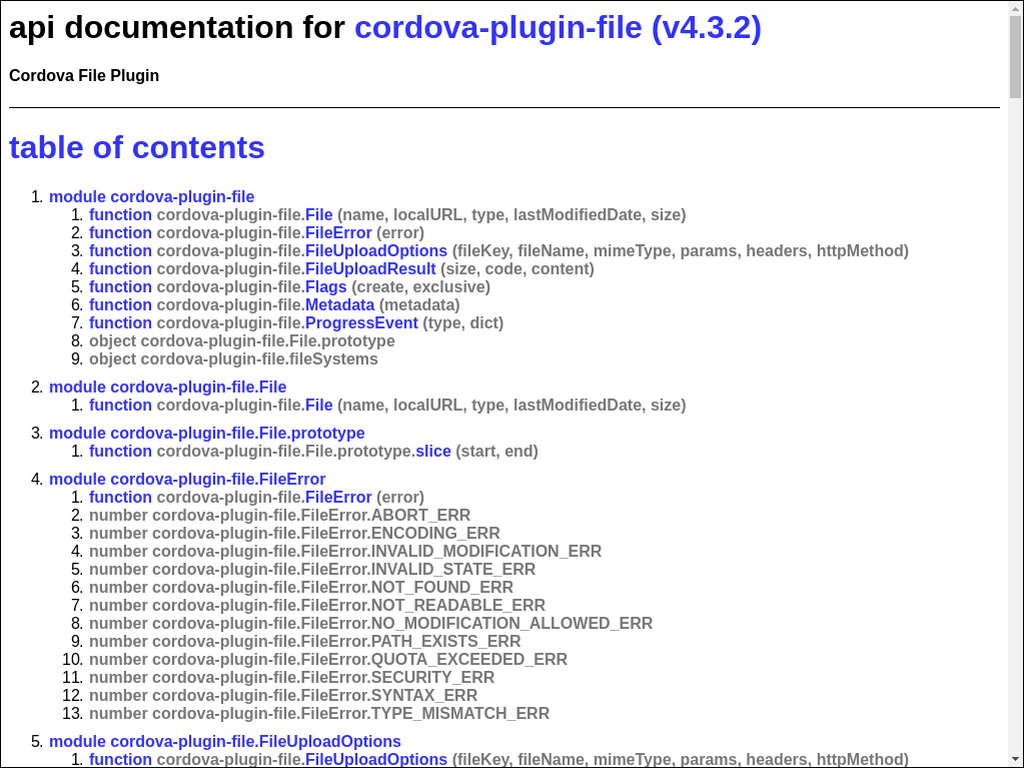 api documentation for cordova-plugin-file (v4.3.2)
Cordova File Plugin
table of contents
1. module cordova-plugin-file
1. function cordova-plugin-file.File (name, localURL, type, lastModifiedDate, size)
2. function cordova-plugin-file.FileError (error)
3. function cordova-plugin-file.FileUploadOptions (fileKey, fileName, mimeType, params, headers, httpMethod)
4. function cordova-plugin-file.FileUploadResult (size, code, content)
5. function cordova-plugin-file.Flags (create, exclusive)
6. function cordova-plugin-file.Metadata (metadata)
7. function cordova-plugin-file.ProgressEvent (type, dict)
8. object cordova-plugin-file.File.prototype
9. object cordova-plugin-file.fileSystems
2. module cordova-plugin-file.File
1. function cordova-plugin-file.File (name, localURL, type, lastModifiedDate, size)
3. module cordova-plugin-file.File.prototype
1. function cordova-plugin-file.File.prototype.slice (start, end)
4. module cordova-plugin-file.FileError
1. function cordova-plugin-file.FileError (error)
2. number cordova-plugin-file.FileError.ABORT_ERR
3. number cordova-plugin-file.FileError.ENCODING_ERR
4. number cordova-plugin-file.FileError.INVALID_MODIFICATION_ERR
5. number cordova-plugin-file.FileError.INVALID_STATE_ERR
6. number cordova-plugin-file.FileError.NOT_FOUND_ERR
7. number cordova-plugin-file.FileError.NOT_READABLE_ERR
8. number cordova-plugin-file.FileError.NO_MODIFICATION_ALLOWED_ERR
9. number cordova-plugin-file.FileError.PATH_EXISTS_ERR
10. number cordova-plugin-file.FileError.QUOTA_EXCEEDED_ERR
11. number cordova-plugin-file.FileError.SECURITY_ERR
12. number cordova-plugin-file.FileError.SYNTAX_ERR
13. number cordova-plugin-file.FileError.TYPE_MISMATCH_ERR
5. module cordova-plugin-file.FileUploadOptions
1. function cordova-plugin-file.FileUploadOptions (fileKey, fileName, mimeType, params, headers, httpMethod)